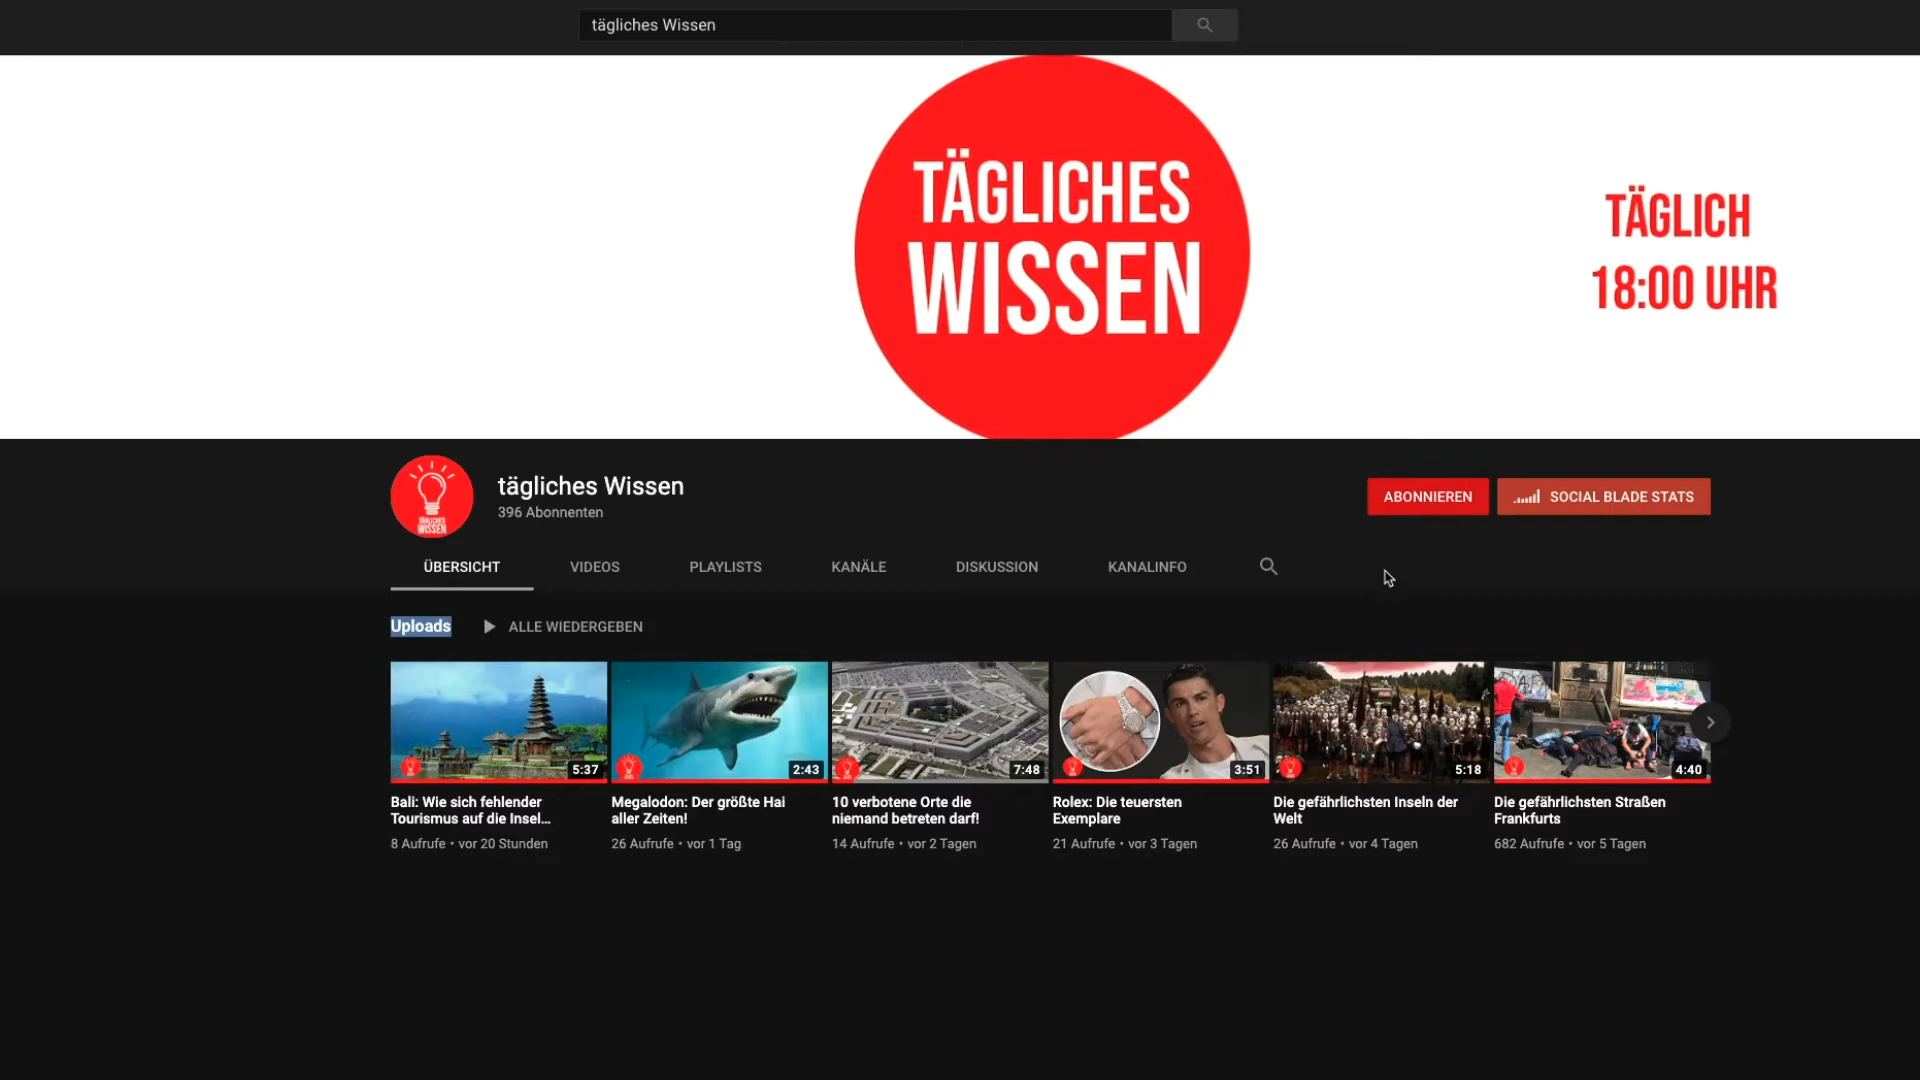 tägliches Wissen
TÄGLICHES
WISSEN
TÄGLICH
18:00 UHR
TÄGLICHES
WISSEN
tägliches Wissen
396 Abonnenten
ABONNIEREN
SOCIAL BLADE STATS
ÜBERSICHT
VIDEOS
PLAYLISTS
KANÄLE
DISKUSSION
KANALINFO
Uploads
ALLE WIEDERGEBEN
5:37
2:43
7:48
3:51
5:18
4:40
Bali: Wie sich fehlender
Tourismus auf die Insel...
8 Aufrufe • vor 20 Stunden
Megalodon: Der größte Hai
aller Zeiten!
26 Aufrufe • vor 1 Tag
10 verbotene Orte die
niemand betreten darf!
14 Aufrufe • vor 2 Tagen
Rolex: Die teuersten
Exemplare
21 Aufrufe • vor 3 Tagen
Die gefährlichsten Inseln der
Welt
26 Aufrufe • vor 4 Tagen
Die gefährlichsten Straßen
Frankfurts
682 Aufrufe • vor 5 Tagen